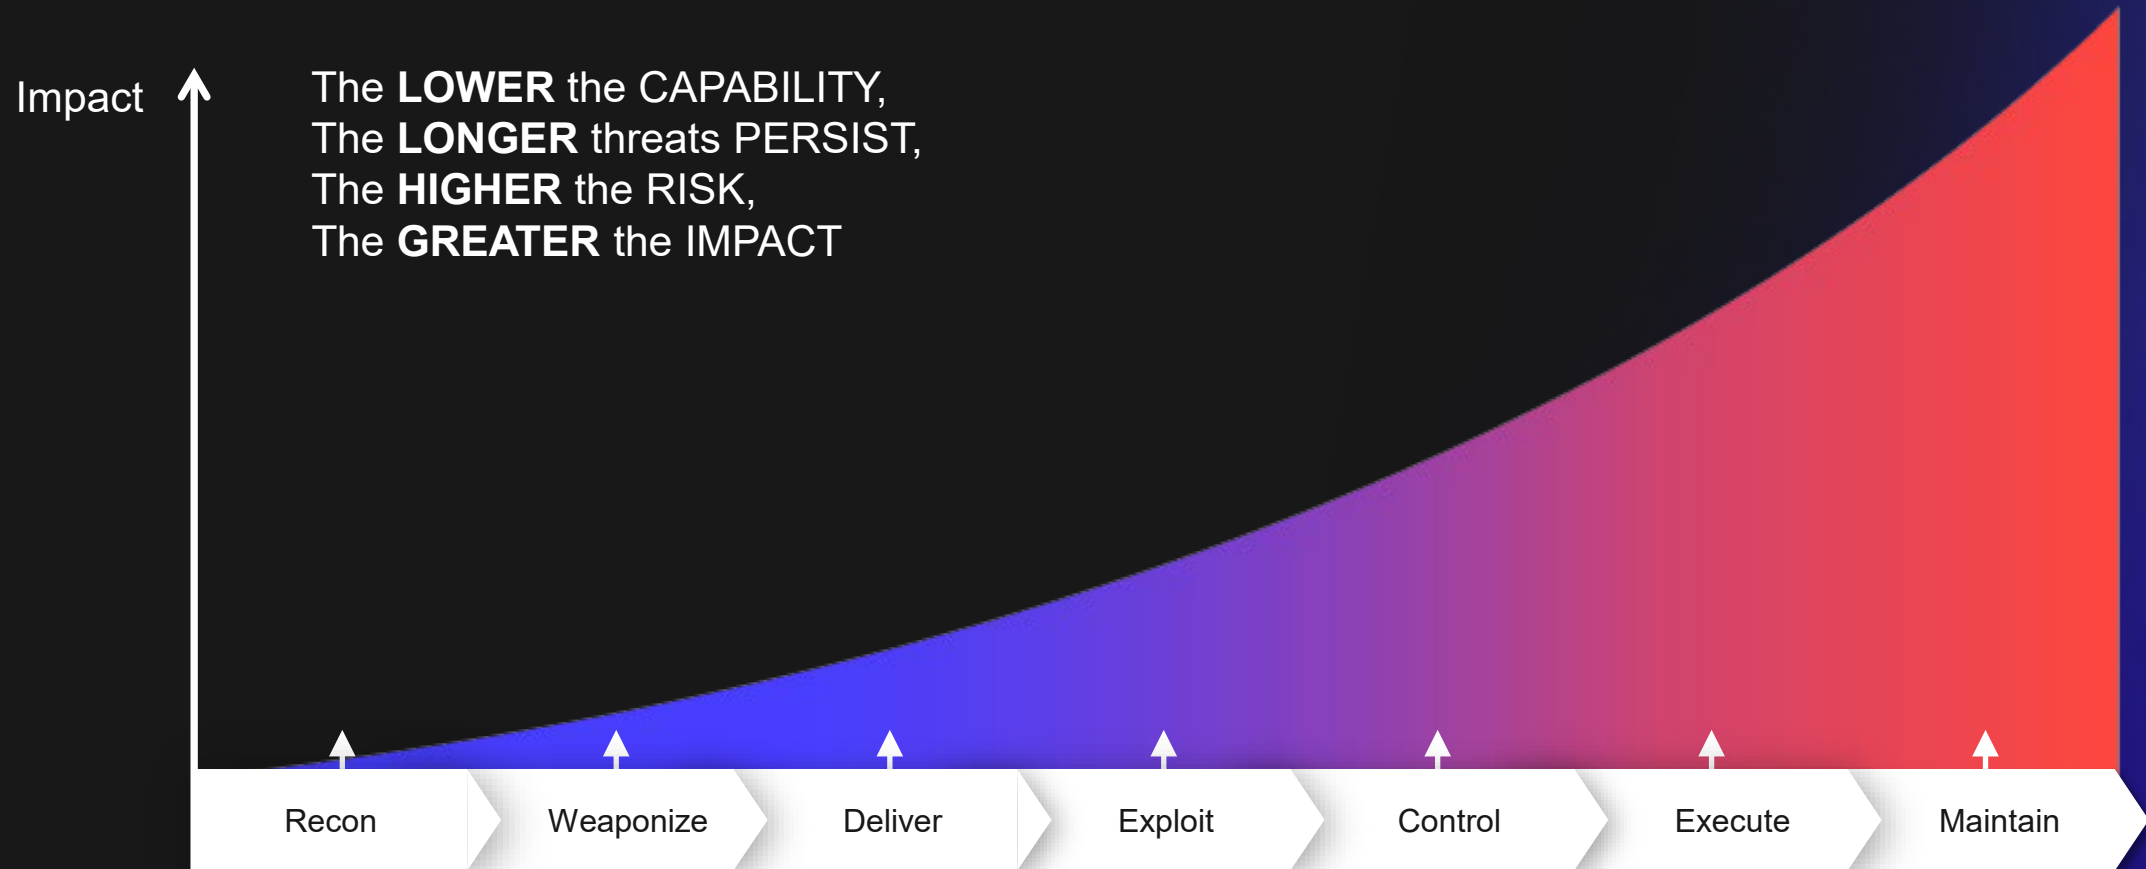 Impact
The LOWER the CAPABILITY,
The LONGER threats PERSIST,
The HIGHER the RISK,
The GREATER the IMPACT
Recon
Weaponize
Deliver
Exploit
Control
Execute
Maintain